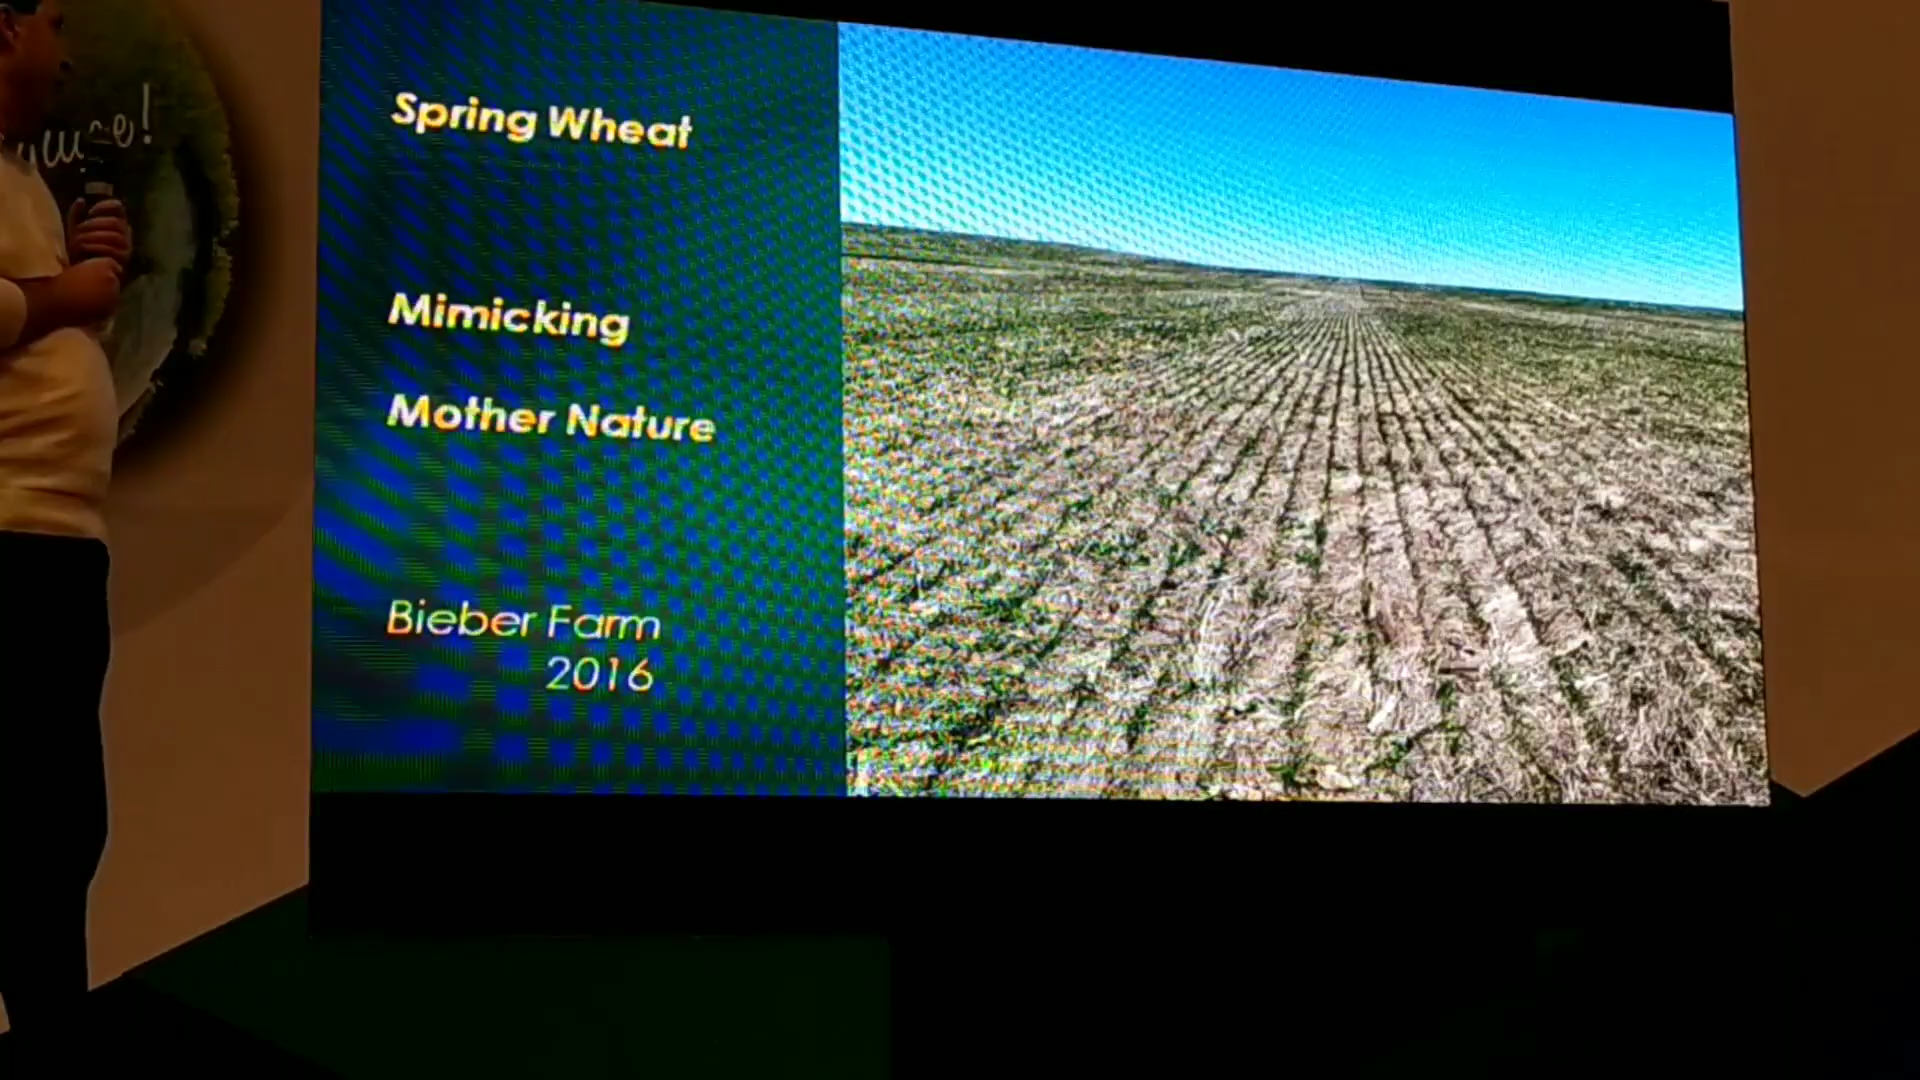 Spring Wheat
Mimicking
Mother Nature
Bieber Farm
2016